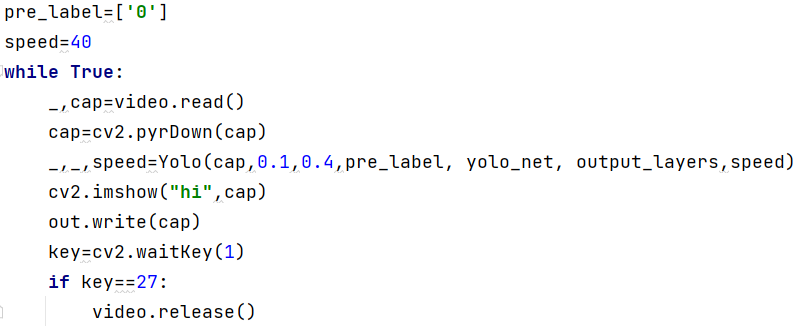 pre_label=['0']
speed=40
while True:
    _,cap=video.read()
    cap=cv2.pyrDown(cap)
    _,_,speed=Yolo(cap,0.1,0.4,pre_label, yolo_net, output_layers,speed)
    cv2.imshow("hi",cap)
    out.write(cap)
    key=cv2.waitKey(1)
    if key==27:
        video.release()